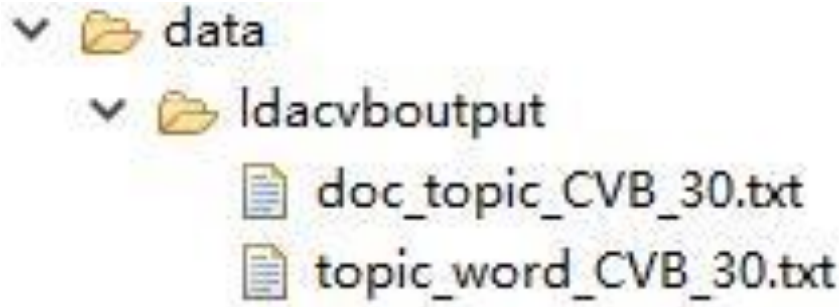 data
ldacvboutput
doc_topic_CVB_30.txt
topic_word_CVB_30.txt